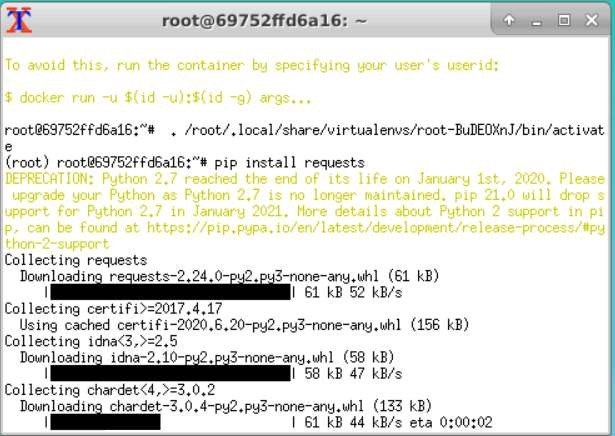 root@69752ffd6a16: ~
To avoid this, run the container by specifying your user's userid:
$ docker run -u $(id -u):$(id -g) args...
root@69752ffd6a16:~#  . /root/.local/share/virtualenvs/root-BuDEOXnJ/bin/activat
e
(root) root@69752ffd6a16:~# pip install requests
DEPRECATION: Python 2.7 reached the end of its life on January 1st, 2020. Please
 upgrade your Python as Python 2.7 is no longer maintained. pip 21.0 will drop s
upport for Python 2.7 in January 2021. More details about Python 2 support in pi
p, can be found at https://pip.pypa.io/en/latest/development/release-process/#py
thon-2-support
Collecting requests
  Downloading requests-2.24.0-py2.py3-none-any.whl (61 kB)
     |████████████████████████████████| 61 kB 52 kB/s
Collecting certifi>=2017.4.17
  Using cached certifi-2020.6.20-py2.py3-none-any.whl (156 kB)
Collecting idna<3,>=2.5
  Downloading idna-2.10-py2.py3-none-any.whl (58 kB)
     |████████████████████████████████| 58 kB 47 kB/s
Collecting chardet<4,>=3.0.2
  Downloading chardet-3.0.4-py2.py3-none-any.whl (133 kB)
     |██████████████▉                 | 61 kB 44 kB/s eta 0:00:02